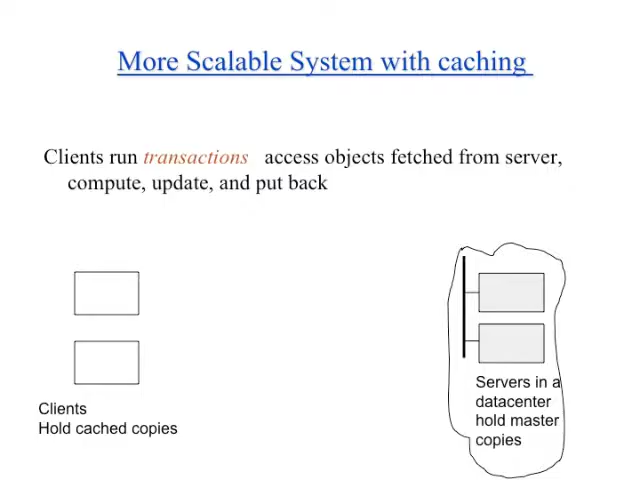 More Scalable System with caching
Clients run transactions access objects fetched from server,
compute, update, and put back
Clients
Hold cached copies
Servers in a
datacenter
hold master
copies